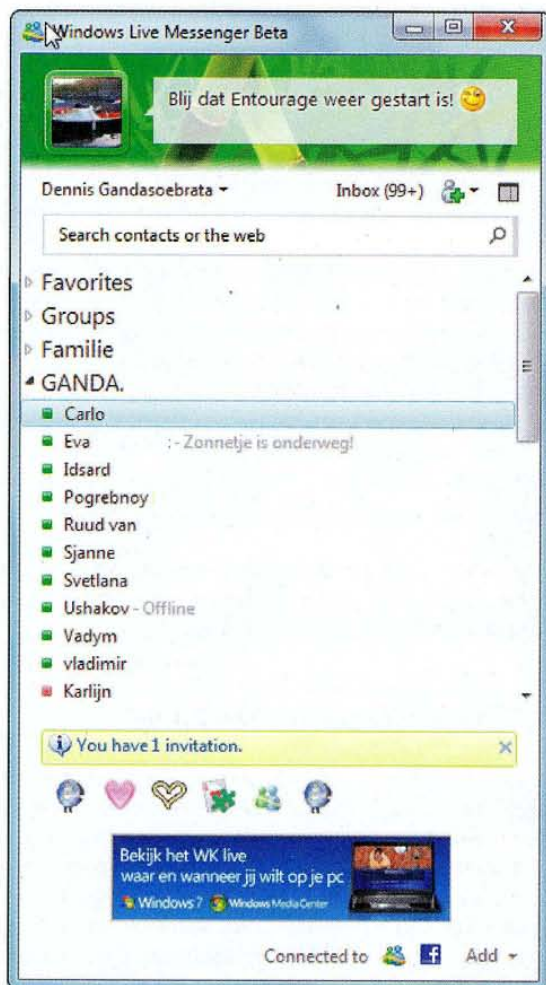 Windows Live Messenger Beta
Blij dat Entourage weer gestart is!
Dennis Gandasoebrata
Inbox (99+)
Search contacts or the web
Favorites
Groups
Familie
GANDA.
Carlo
Eva :- Zonnetje is onderweg!
Idsard
Pogrebnoy
Ruud van
Sjanne
Svetlana
Ushakov - Offline
Vadym
vladimir
Karlijn
You have 1 invitation.
Bekijk het WK live
waar en wanneer jij wilt op je pc
Windows 7 Windows Media Center
Connected to f Add